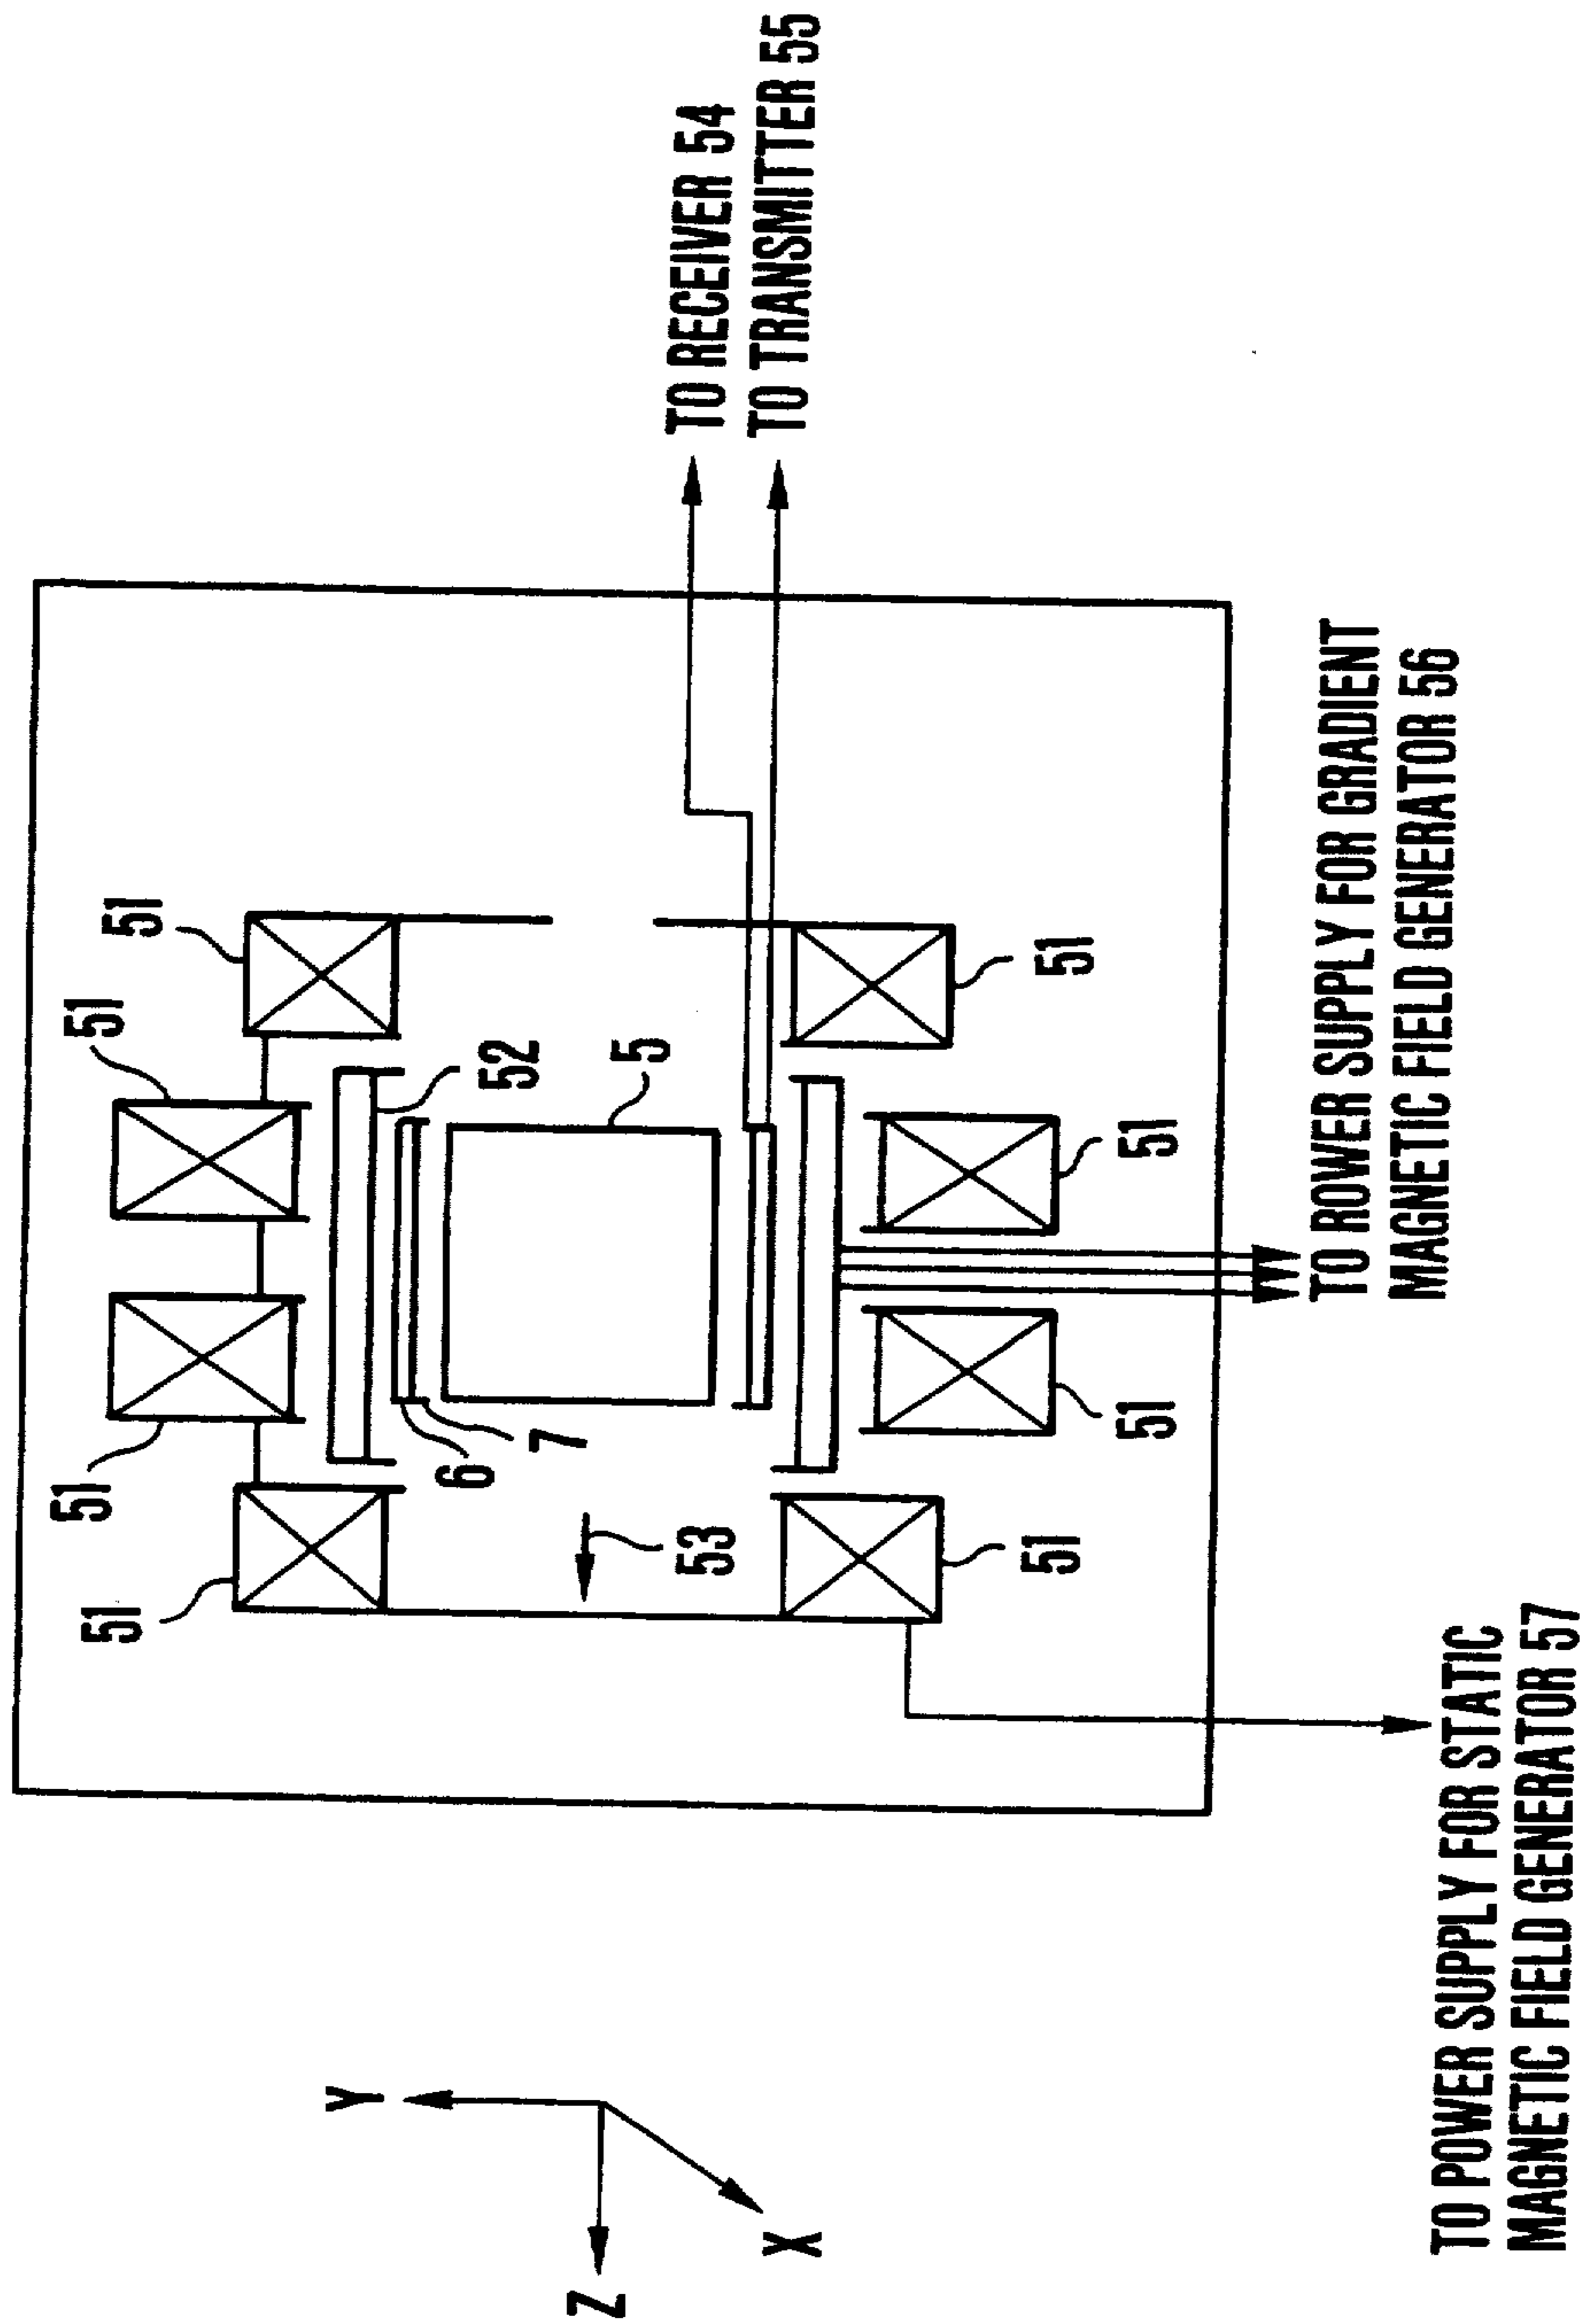 TO RECEIVER 54
TO TRANSMITTER 55
51
51
51
51
52
5
6
7
53
51
51
51
51
TO ROWER SUPPLY FOR GRADIENT
MAGNETIC FIELD GENERATOR 56
TO POWER SUPPLY FOR STATIC
MAGNETIC FIELD GENERATOR 57
Y
Z
X